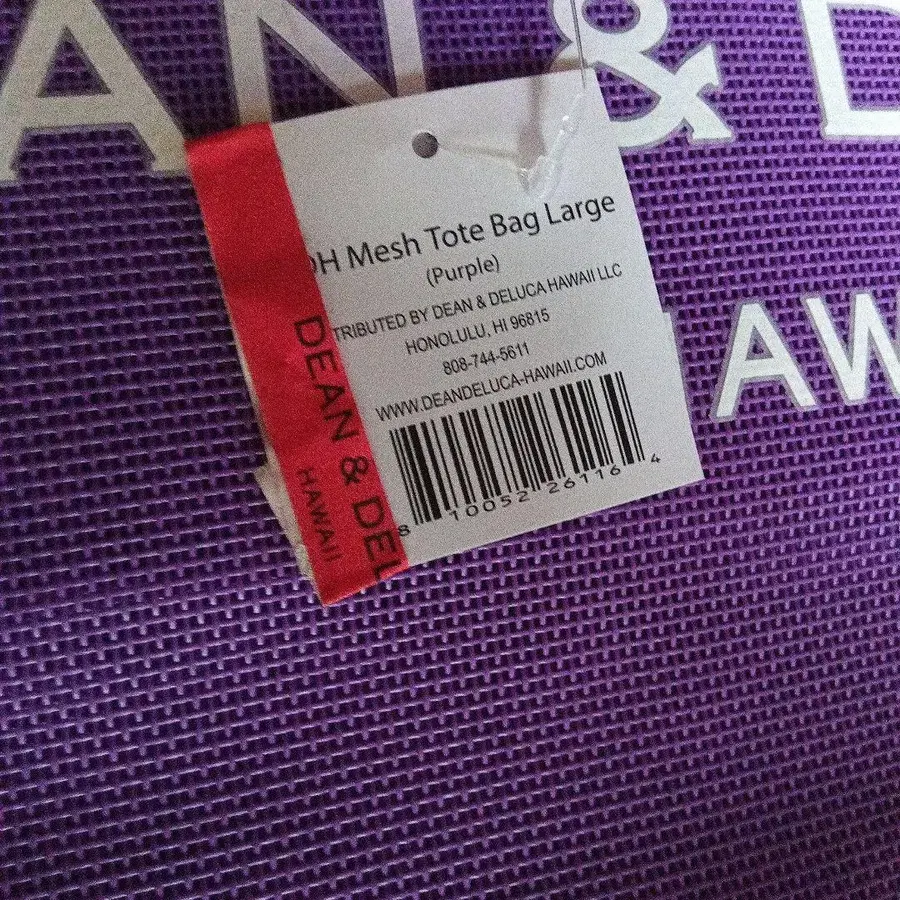 AN & D
HAW
DH Mesh Tote Bag Large
(Purple)
TRIBUTED BY DEAN & DELUCA HAWAII LLC
HONOLULU, HI 96815
808-744-5611
WWW.DEANDELUCA-HAWAII.COM
8 10052 26116 4
DEAN & DEL
HAWAII